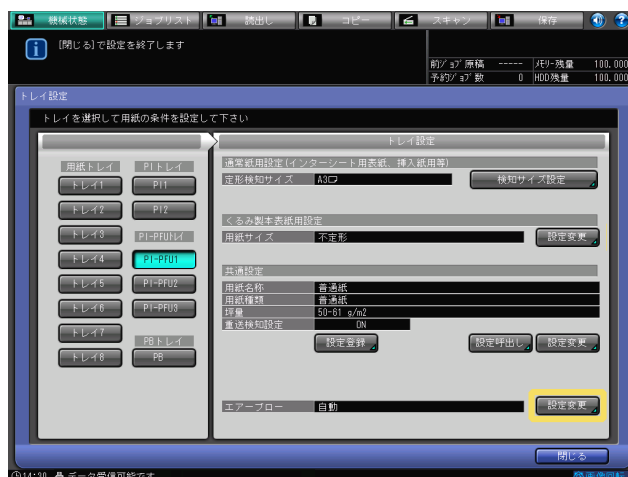 機械状態 ジョブリスト 読出し コピー スキャン 保存
[閉じる]で設定を終了します
前ジョブ原稿 ----- メモリー残量 100.000
予約ジョブ数 0 HDD残量 100.000
トレイ設定
トレイを選択して用紙の条件を設定して下さい
トレイ設定
用紙トレイ PIトレイ
トレイ1 PI1
トレイ2 PI2
トレイ3 PI-PFUトレイ
トレイ4 PI-PFU1
トレイ5 PI-PFU2
トレイ6 PI-PFU3
トレイ7 PBトレイ
トレイ8 PB
通常紙用設定(インターシート用表紙、挿入紙用等)
定形検知サイズ A3 検知サイズ設定
くるみ製本表紙用設定
用紙サイズ 不定形 設定変更
共通設定
用紙名称 普通紙
用紙種類 普通紙
坪量 50-61 g/m2
重送検知設定 ON
設定登録 設定呼出し 設定変更
エアーブロー 自動 設定変更
閉じる
14:30 データ受信可能です 画像回転